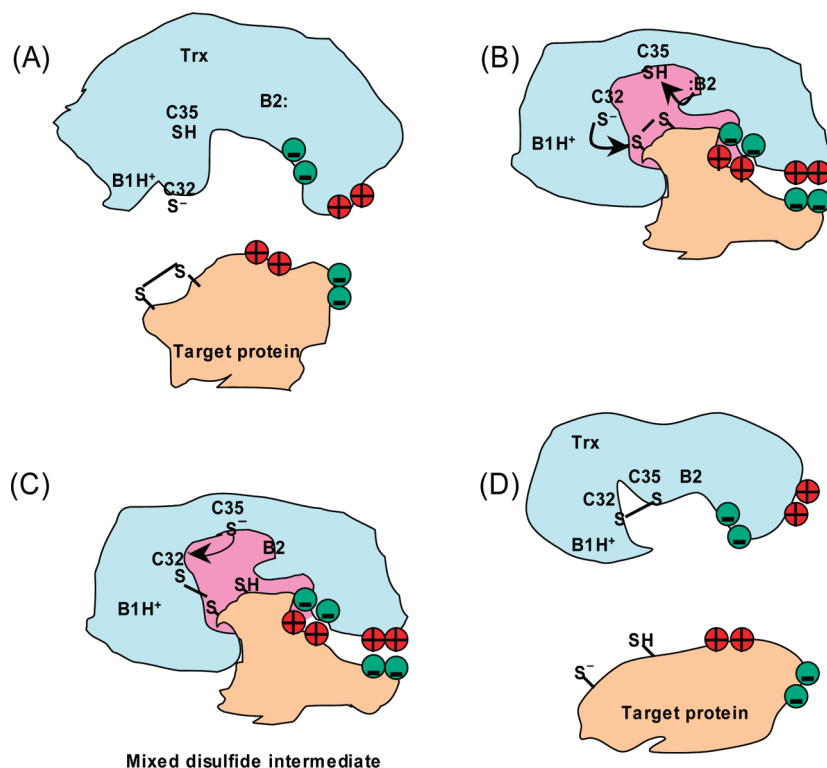 (A)
Trx
C35
SH
B2:
B1H⁺
C32
S⁻
S
S
Target protein
(B)
C35
SH
:B2
C32
S⁻
S
S
B1H⁺
(C)
C35
S⁻
C32
B2
S
SH
B1H⁺
S
Mixed disulfide intermediate
(D)
Trx
C35
B2
C32
S
S
B1H⁺
SH
S⁻
Target protein